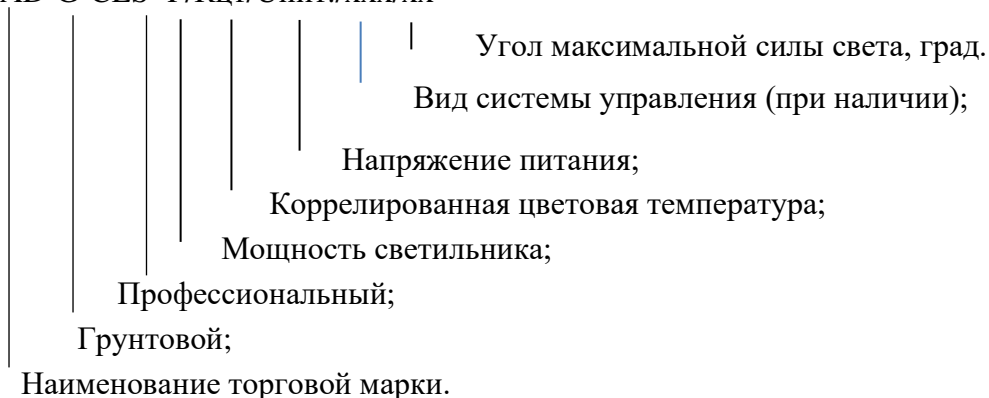 Угол максимальной силы света, град.
Вид системы управления (при наличии);
Напряжение питания;
Коррелированная цветовая температура;
Мощность светильника;
Профессиональный;
Грунтовой;
Наименование торговой марки.